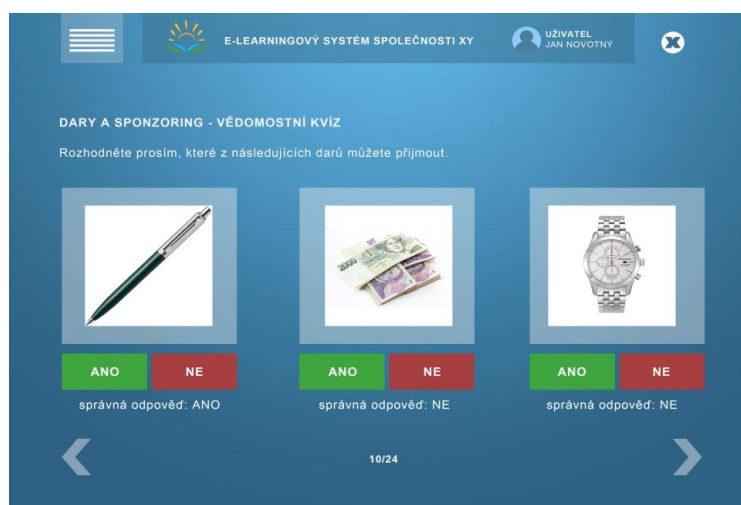 E-LEARNINGOVÝ SYSTÉM SPOLEČNOSTI XY
UŽIVATEL
JAN NOVOTNÝ
DARY A SPONZORING - VĚDOMOSTNÍ KVÍZ
Rozhodněte prosím, které z následujících darů můžete přijmout.
2000
ANO NE ANO NE ANO NE
správná odpověď: ANO správná odpověď: NE správná odpověď: NE
10/24